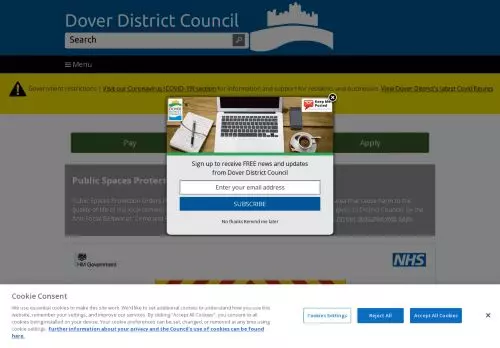 Dover District Council
Search
≡ Menu
Government restrictions | Visit our Coronavirus (COVID-19) section for information and support for residents and businesses. View Dover District's latest Covid figures
Pay
Apply
Keep Me Posted
Sign up to receive FREE news and updates
from Dover District Council
Enter your email address
SUBSCRIBE
No Thanks Remind me later
Public Spaces Protect
Public Spaces Protection Orders
HM Government
NHS
Cookie Consent
We use essential cookies to make this site work. We'd like to set additional cookies to understand how you use this
website, remember your settings, and improve our services. By clicking "Accept All Cookies", you consent to all
cookies being installed on your device. Your cookie preferences can be set, changed, or removed at any time using
cookie settings. Further information about your privacy and the Council's use of cookies can be found
here.
Cookies Settings
Reject All
Accept All Cookies